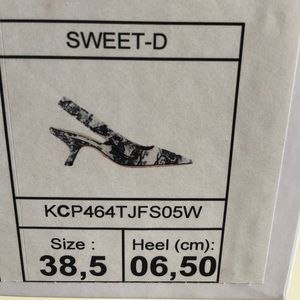 SWEET-D
KCP464TJFS05W
Size : Heel (cm):
38,5 06,50